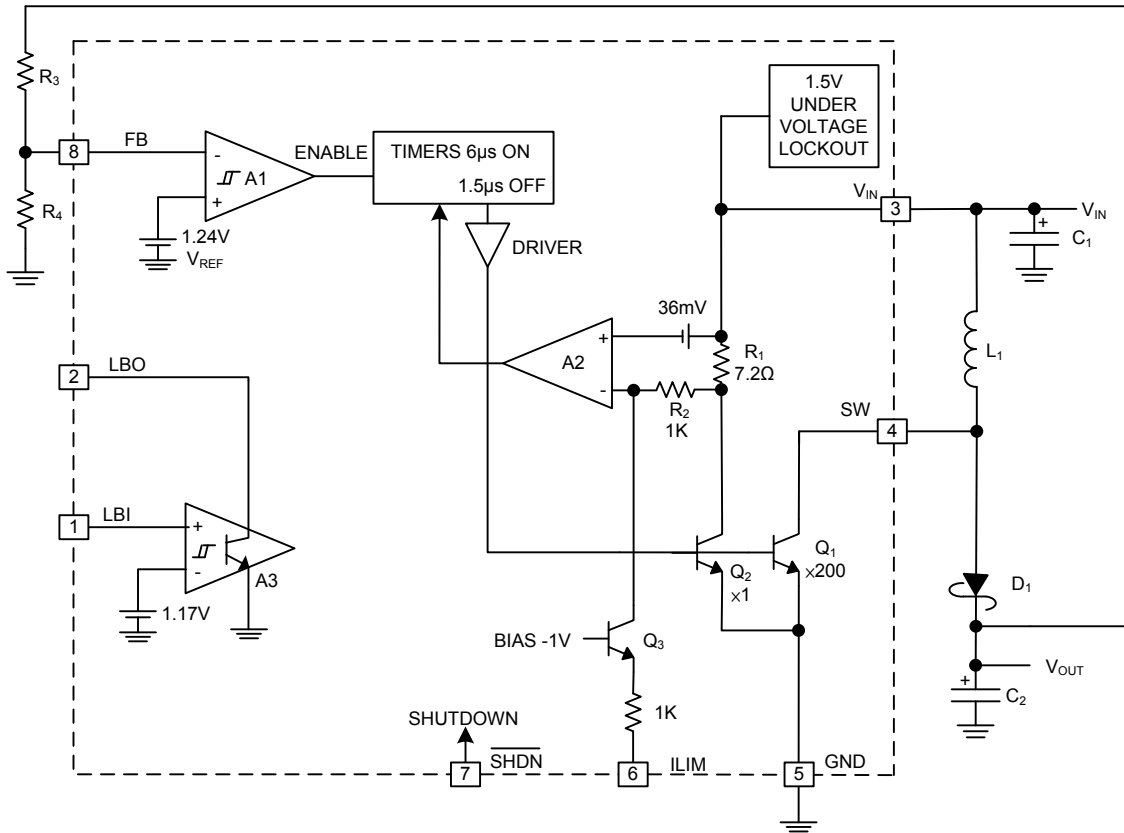 R3
8
FB
-
A1
+
ENABLE
TIMERS 6µs ON
1.5µs OFF
1.5V
UNDER
VOLTAGE
LOCKOUT
R4
1.24V
VREF
DRIVER
VIN
3
VIN
+
C1
36mV
+
A2
-
R1
7.2Ω
R2
1K
L1
2
LBO
SW
4
1
LBI
+
-
A3
1.17V
Q2
×1
Q1
×200
D1
BIAS -1V
Q3
VOUT
+
C2
1K
SHUTDOWN
7
SHDN
6
ILIM
5
GND